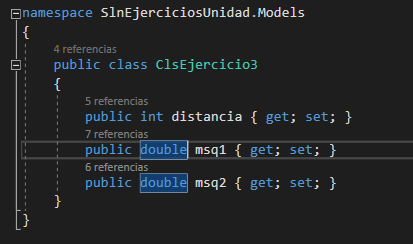 namespace SlnEjerciciosUnidad.Models
{
4 referencias
public class ClsEjercicio3
{
5 referencias
public int distancia { get; set; }
7 referencias
public double msq1 { get; set; }
6 referencias
public double msq2 { get; set; }
}
}